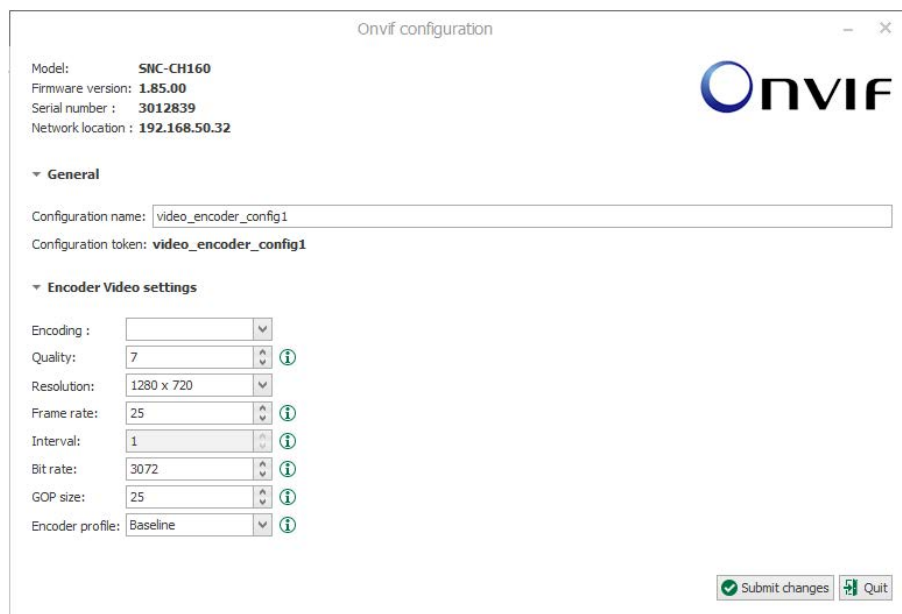 Onvif configuration
Model: SNC-CH160
Firmware version: 1.85.00
Serial number : 3012839
Network location : 192.168.50.32
ONVIF
General
Configuration name: video_encoder_config1
Configuration token: video_encoder_config1
Encoder Video settings
Encoding :
Quality: 7
Resolution: 1280 x 720
Frame rate: 25
Interval: 1
Bit rate: 3072
GOP size: 25
Encoder profile: Baseline
Submit changes Quit